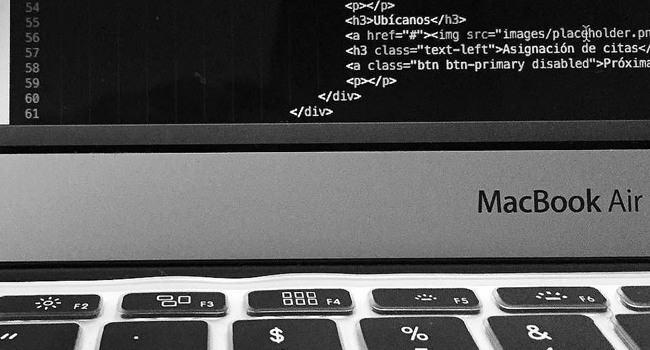 54 <p></p>
55 <h3>Ubícanos</h3>
56 <a href="#"><img src="images/placeholder.pn
57 <h3 class="text-left">Asignación de citas</
58 <a class="btn btn-primary disabled">Próxima
59 <p></p>
60 </div>
61 </div>
MacBook Air
F2 F3 F4 F5 F6
" · $ % &